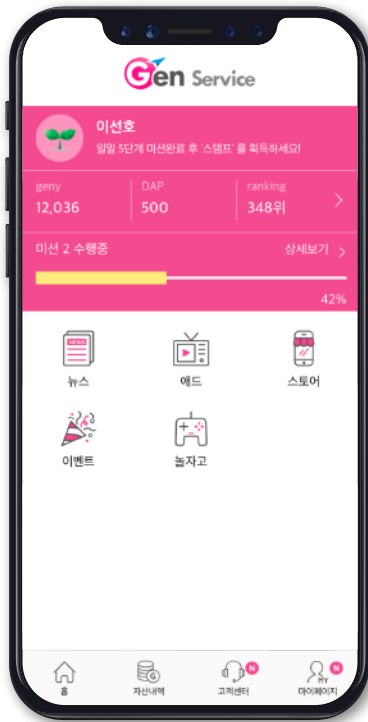 Gen Service
이선호
일일 5단계 미션완료 후 '스탬프' 를 획득하세요!
geny DAP ranking
12,036 500 348위
미션 2 수행중 상세보기
42%
NEWS
뉴스 애드 스토어
이벤트 놀자고
G N MY N
홈 자산내역 고객센터 마이페이지